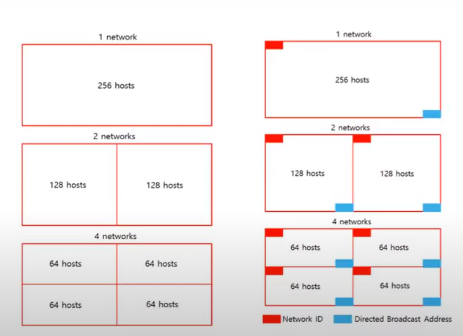 1 network
256 hosts
2 networks
128 hosts
128 hosts
4 networks
64 hosts
64 hosts
64 hosts
64 hosts
1 network
256 hosts
2 networks
128 hosts
128 hosts
4 networks
64 hosts
64 hosts
64 hosts
64 hosts
Network ID
Directed Broadcast Address